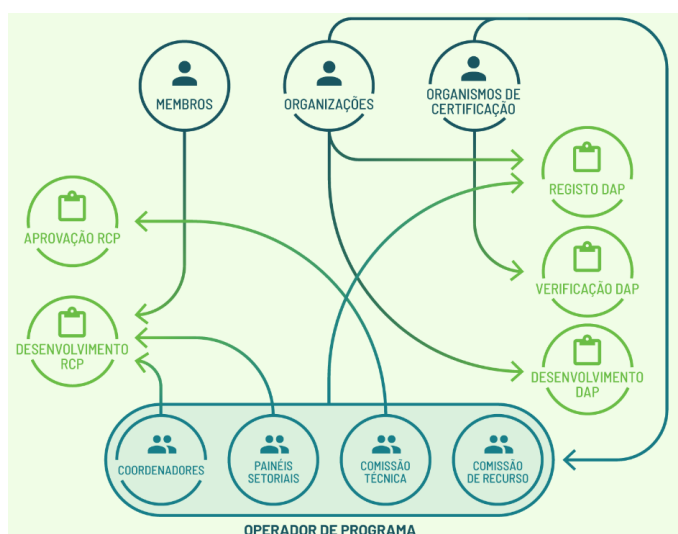 MEMBROS
ORGANIZAÇÕES
ORGANISMOS DE
CERTIFICAÇÃO
REGISTO DAP
APROVAÇÃO RCP
VERIFICAÇÃO DAP
DESENVOLVIMENTO
RCP
DESENVOLVIMENTO
DAP
COORDENADORES
PAINÉIS
SETORIAIS
COMISSÃO
TÉCNICA
COMISSÃO
DE RECURSO
OPERADOR DE PROGRAMA